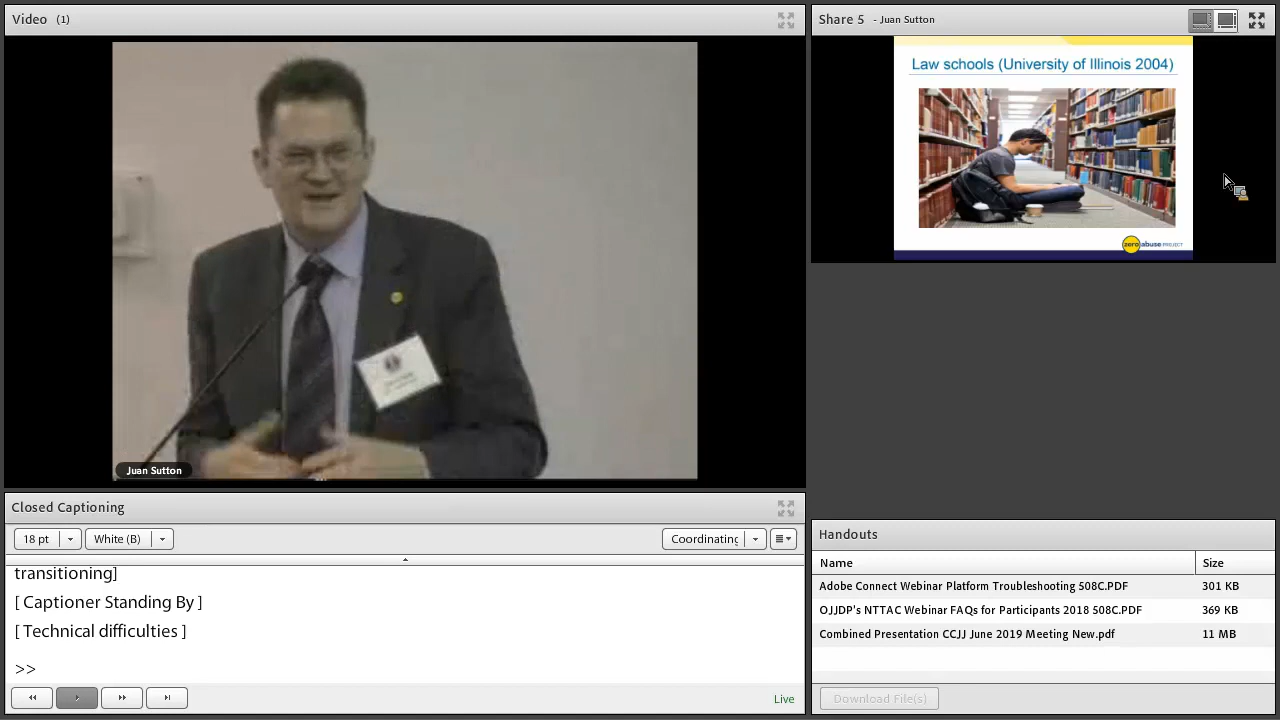 Video (1)
Juan Sutton
Share 5 - Juan Sutton
Law schools (University of Illinois 2004)
zero abuse PROJECT
Closed Captioning
18 pt
White (B)
Coordinating
transitioning]
[ Captioner Standing By ]
[ Technical difficulties ]
>>
Live
Handouts
Name Size
Adobe Connect Webinar Platform Troubleshooting 508C.PDF 301 KB
OJJDP's NTTAC Webinar FAQs for Participants 2018 508C.PDF 369 KB
Combined Presentation CCJJ June 2019 Meeting New.pdf 11 MB
Download File(s)